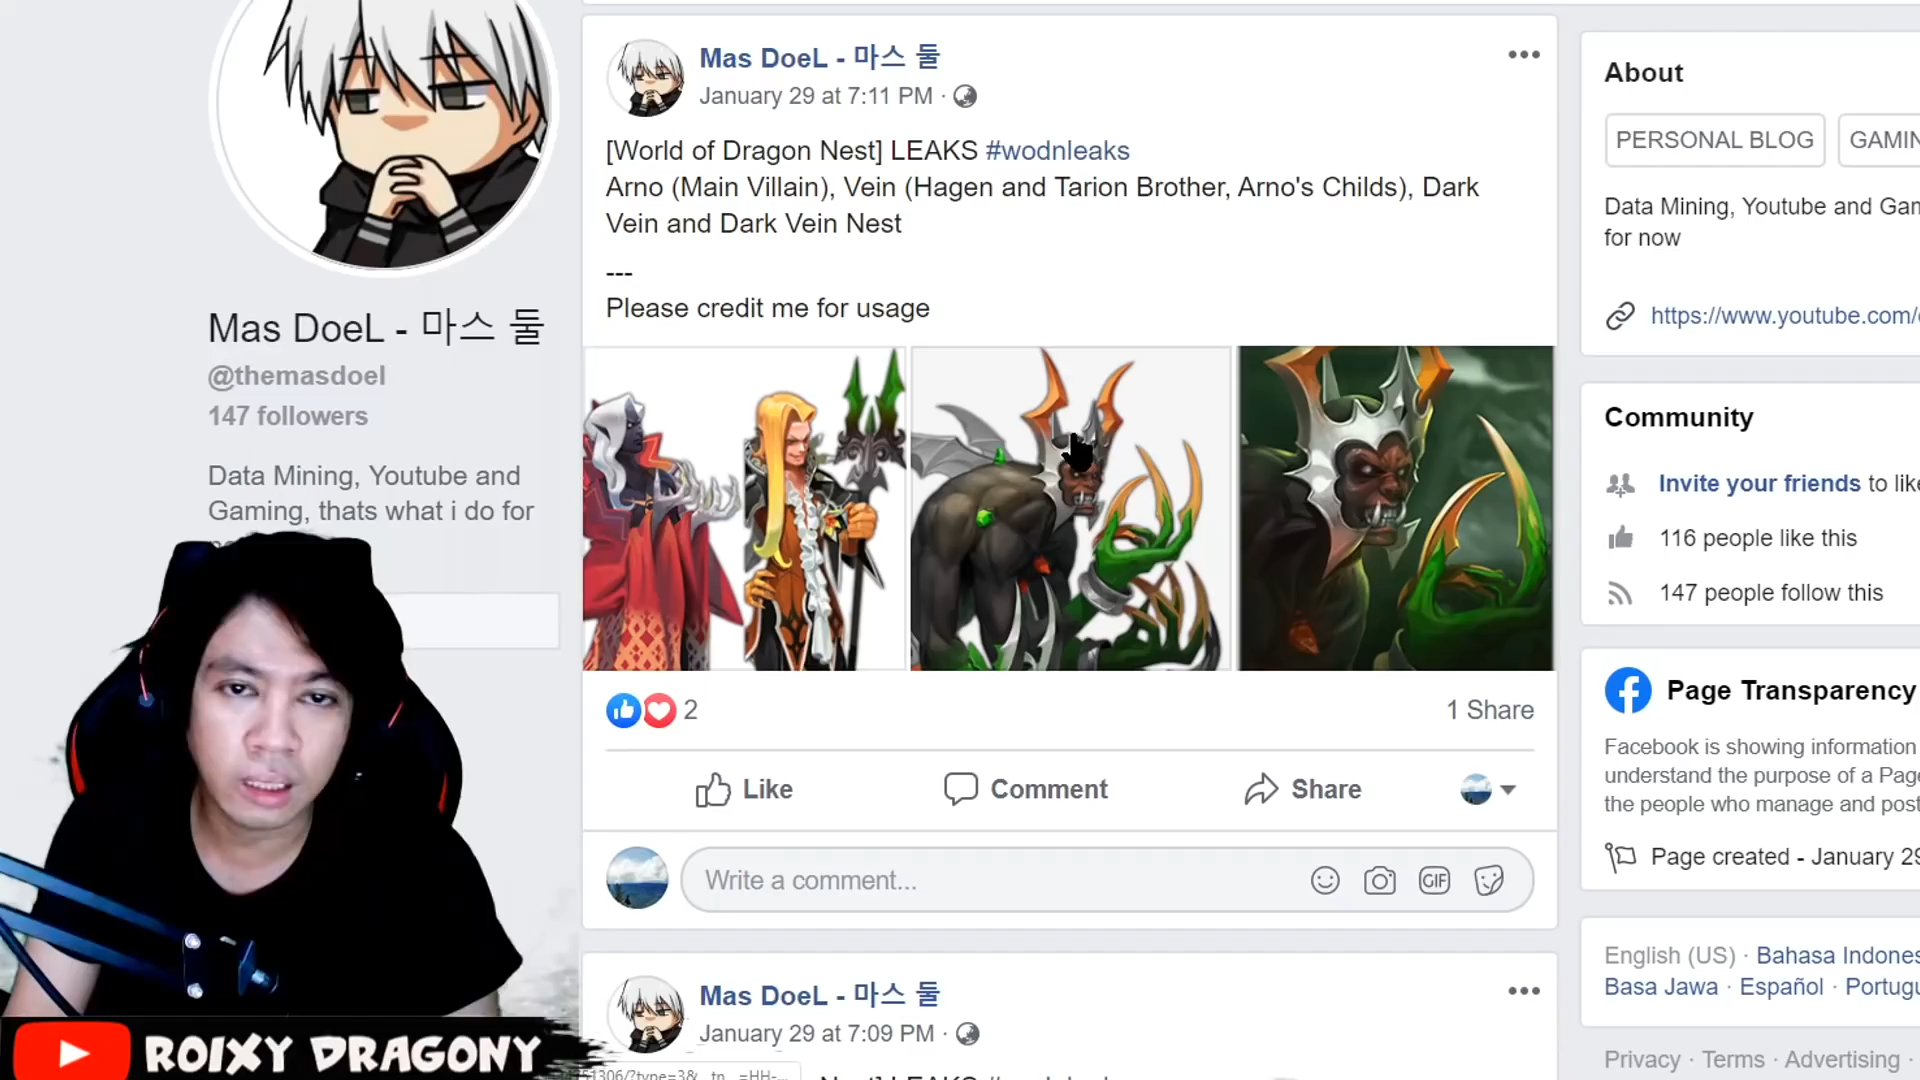 Mas DoeL - 마스 둘
@themasdoel
147 followers
Data Mining, Youtube and
Gaming, thats what i do for
Mas DoeL - 마스 둘
January 29 at 7:11 PM ·
[World of Dragon Nest] LEAKS #wodnleaks
Arno (Main Villain), Vein (Hagen and Tarion Brother, Arno's Childs), Dark
Vein and Dark Vein Nest
---
Please credit me for usage
2
1 Share
Like
Comment
Share
Write a comment...
GIF
Mas DoeL - 마스 둘
January 29 at 7:09 PM ·
About
PERSONAL BLOG
Data Mining, Youtube and
for now
https://www.youtube.com/
Community
Invite your friends to
116 people like this
147 people follow this
Page Transparency
Facebook is showing information
understand the purpose of a
the people who manage and post
Page created - January
English (US) · Bahasa
Basa Jawa · Español ·
Privacy · Terms · Advertising ·
ROIXY DRAGONY